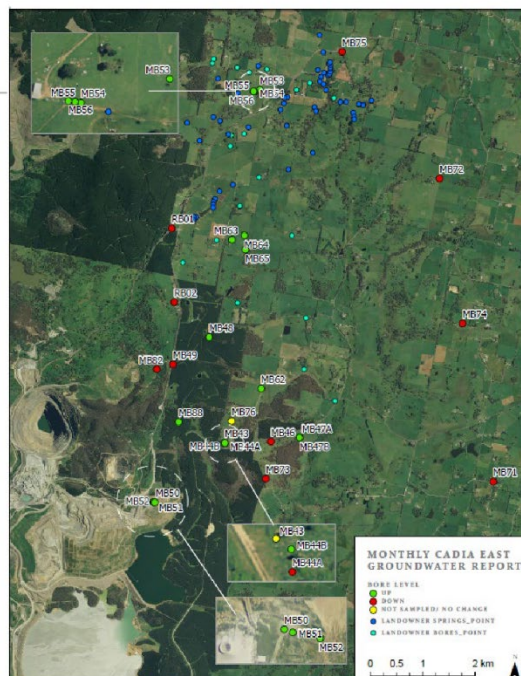 MB75
MB53
MB55
MB54
MB56
MB55
MB53
MB54
MB56
MB72
RB01
MB63
MB64
MB65
RB02
MB74
MB48
MB49
MB82
MB62
MB88
MB76
MB43
MB44B
MB44A
MB46
MB47A
MB47B
MB73
MB71
MB50
MB52
MB51
MB43
MB44B
MB44A
MB50
MB51
MB52
MONTHLY CADIA EAST
GROUNDWATER REPORT
BORE LEVEL
UP
DOWN
NOT SAMPLED/ NO CHANGE
LANDOWNER SPRINGS_POINT
LANDOWNER BORES_POINT
0 0.5 1 2 km